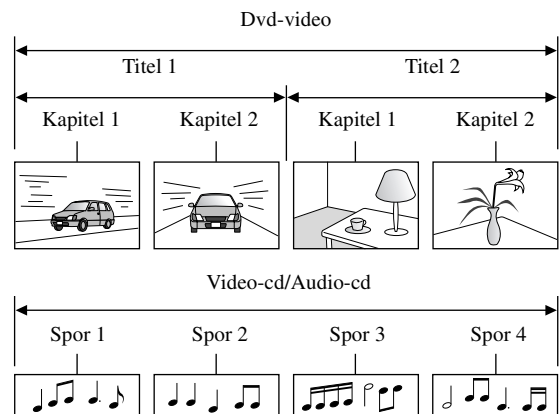 Dvd-video
Titel 1 Titel 2
Kapitel 1 Kapitel 2 Kapitel 1 Kapitel 2
Video-cd/Audio-cd
Spor 1 Spor 2 Spor 3 Spor 4